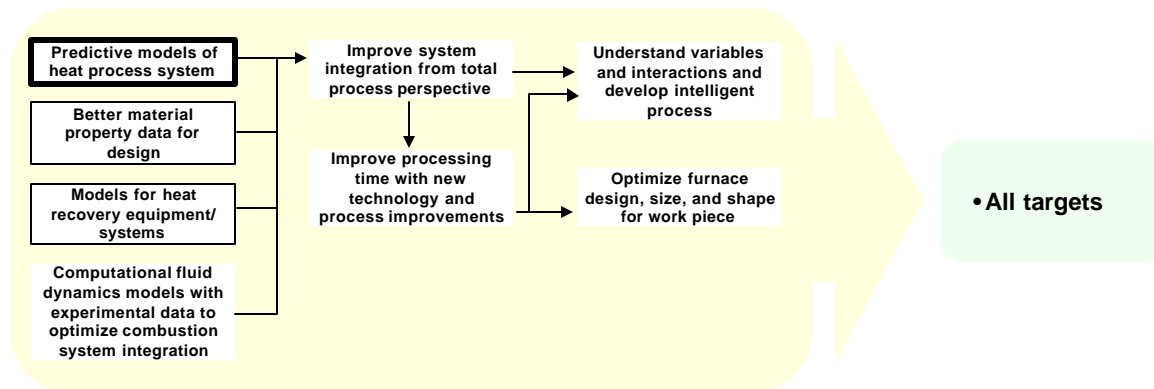 Predictive models of
heat process system
Better material
property data for
design
Models for heat
recovery equipment/
systems
Computational fluid
dynamics models with
experimental data to
optimize combustion
system integration
Improve system
integration from total
process perspective
Improve processing
time with new
technology and
process improvements
Understand variables
and interactions and
develop intelligent
process
Optimize furnace
design, size, and shape
for work piece
• All targets